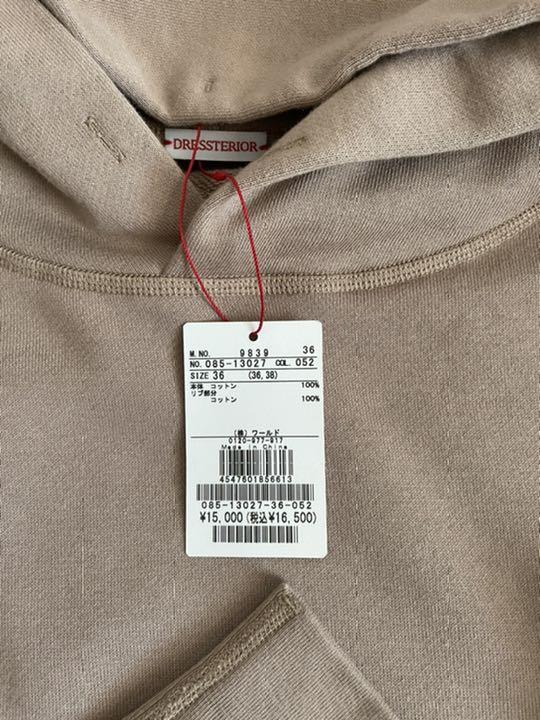 DRESSTERIOR
M.NO. 9839 36
NO. 085-13027 COL. 052
SIZE 36 (36,38)
本体 コットン 100%
リブ部分
コットン 100%
(株) ワールド
0120-977-917
Made in China
4547601856613
085-13027-36-052
¥15,000(税込¥16,500)